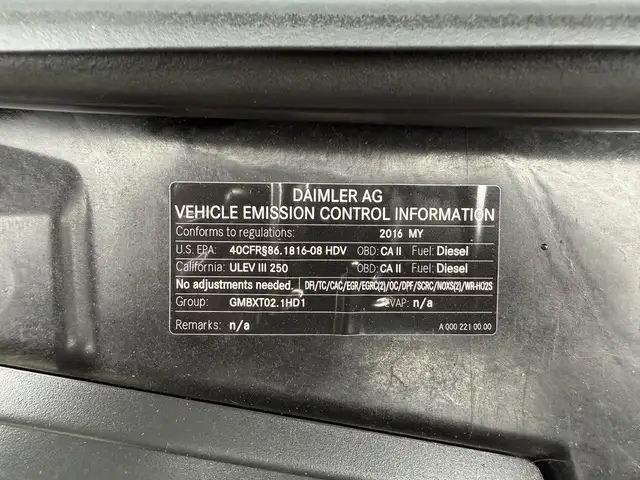 DAIMLER AG
VEHICLE EMISSION CONTROL INFORMATION
Conforms to regulations: 2016 MY
U.S. EPA: 40CFR§86.1816-08 HDV OBD: CA II Fuel: Diesel
California: ULEV III 250 OBD: CA II Fuel: Diesel
No adjustments needed. DFI/TC/CAC/EGR/EGRC(2)/OC/DPF/SCRC/NOXS(2)/WR-HO2S
Group: GMBXT02.1HD1 EVAP: n/a
Remarks: n/a A 000 221 00 00